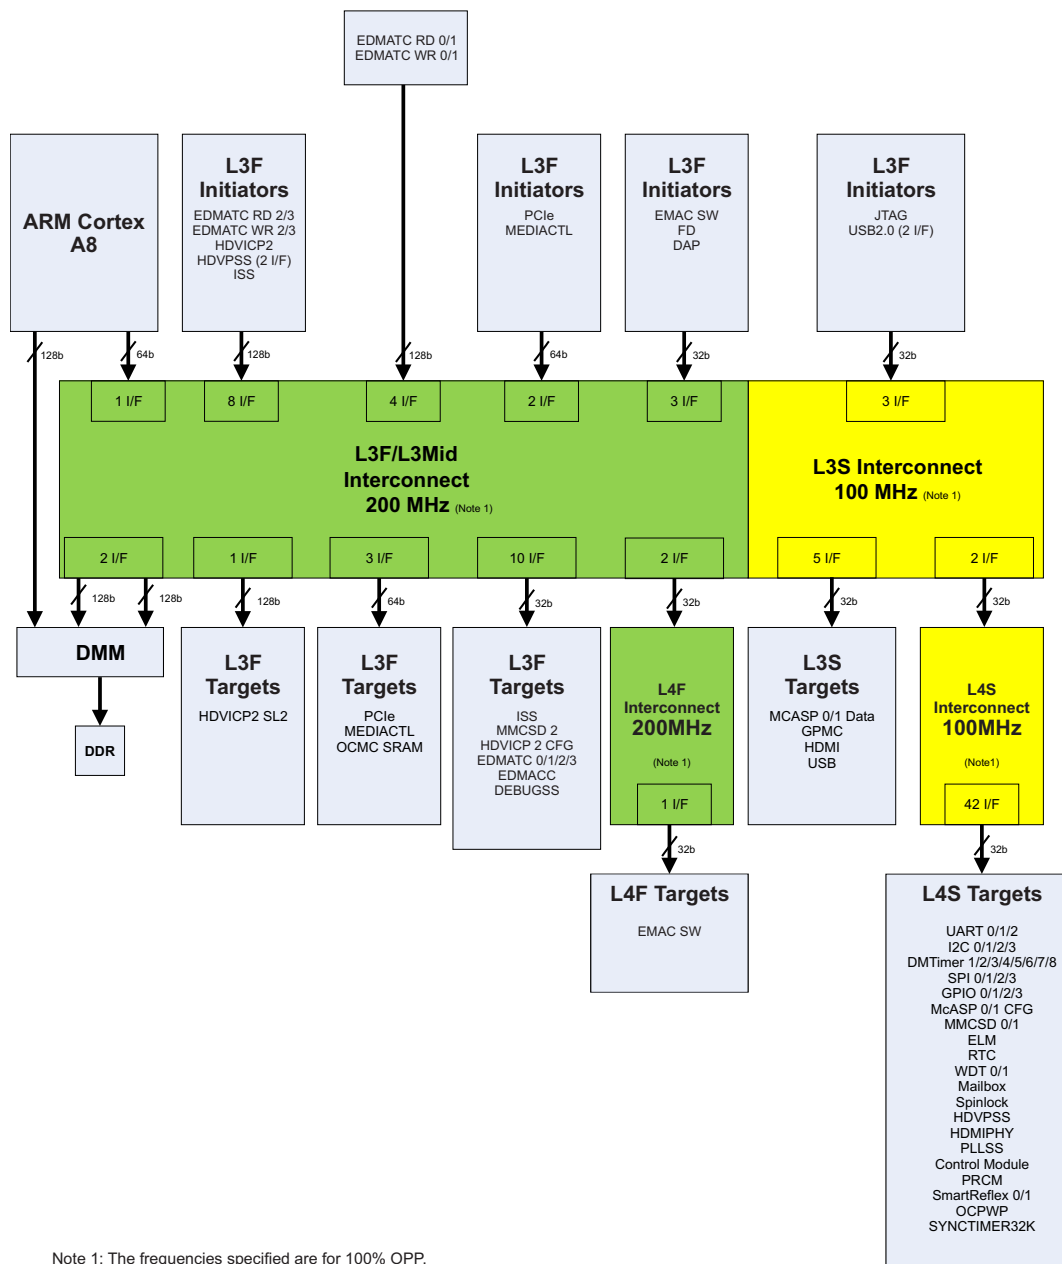 EDMATC RD 0/1
EDMATC WR 0/1
ARM Cortex
A8
L3F
Initiators
EDMATC RD 2/3
EDMATC WR 2/3
HDVICP2
HDVPSS (2 I/F)
ISS
L3F
Initiators
PCIe
MEDIACTL
L3F
Initiators
EMAC SW
FD
DAP
L3F
Initiators
JTAG
USB2.0 (2 I/F)
128b
64b
128b
128b
64b
32b
32b
1 I/F
8 I/F
4 I/F
2 I/F
3 I/F
3 I/F
L3F/L3Mid
Interconnect
200 MHz (Note 1)
L3S Interconnect
100 MHz (Note 1)
2 I/F
1 I/F
3 I/F
10 I/F
2 I/F
5 I/F
2 I/F
128b
128b
128b
64b
32b
32b
32b
32b
DMM
DDR
L3F
Targets
HDVICP2 SL2
L3F
Targets
PCIe
MEDIACTL
OCMC SRAM
L3F
Targets
ISS
MMCSD 2
HDVICP 2 CFG
EDMATC 0/1/2/3
EDMACC
DEBUGSS
L4F
Interconnect
200MHz
(Note 1)
1 I/F
L3S
Targets
MCASP 0/1 Data
GPMC
HDMI
USB
L4S
Interconnect
100MHz
(Note1)
42 I/F
32b
32b
L4F Targets
EMAC SW
L4S Targets
UART 0/1/2
I2C 0/1/2/3
DMTimer 1/2/3/4/5/6/7/8
SPI 0/1/2/3
GPIO 0/1/2/3
McASP 0/1 CFG
MMCSD 0/1
ELM
RTC
WDT 0/1
Mailbox
Spinlock
HDVPSS
HDMIPHY
PLLSS
Control Module
PRCM
SmartReflex 0/1
OCPWP
SYNCTIMER32K
Note 1: The frequencies specified are for 100% OPP.